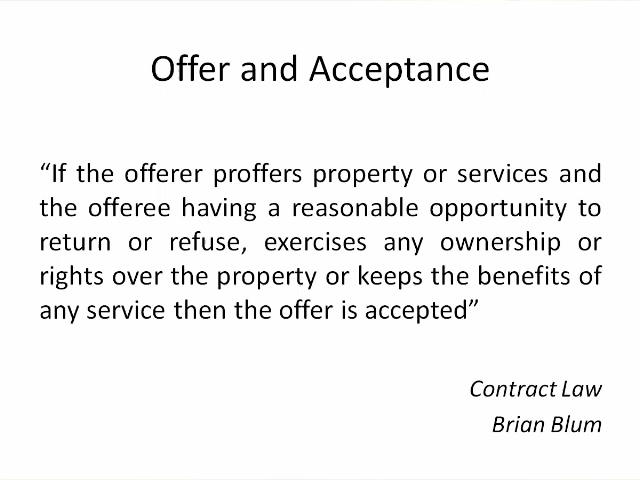 Offer and Acceptance
“If the offerer proffers property or services and
the offeree having a reasonable opportunity to
return or refuse, exercises any ownership or
rights over the property or keeps the benefits of
any service then the offer is accepted”
Contract Law
Brian Blum